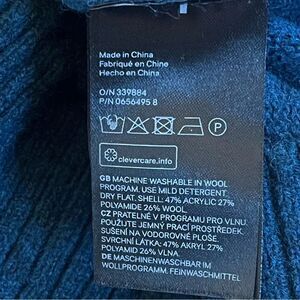 Made in China
Fabriqué en Chine
Hecho en China
O/N 339884
P/N 0656495 8
P
clevercare.info
GB MACHINE WASHABLE IN WOOL
PROGRAM. USE MILD DETERGENT.
DRY FLAT. SHELL: 47% ACRYLIC 27%
POLYAMIDE 26% WOOL
CZ PRATELNÉ V PROGRAMU PRO VLNU.
POUŽIJTE JEMNÝ PRACÍ PROSTŘEDEK.
SUŠENÍ NA VODOROVNÉ PLOŠE.
SVRCHNÍ LÁTKA: 47% AKRYL 27%
POLYAMID 26% VLNA
DE MASCHINENWASCHBAR IM
WOLLPROGRAMM. FEINWASCHMITTEL